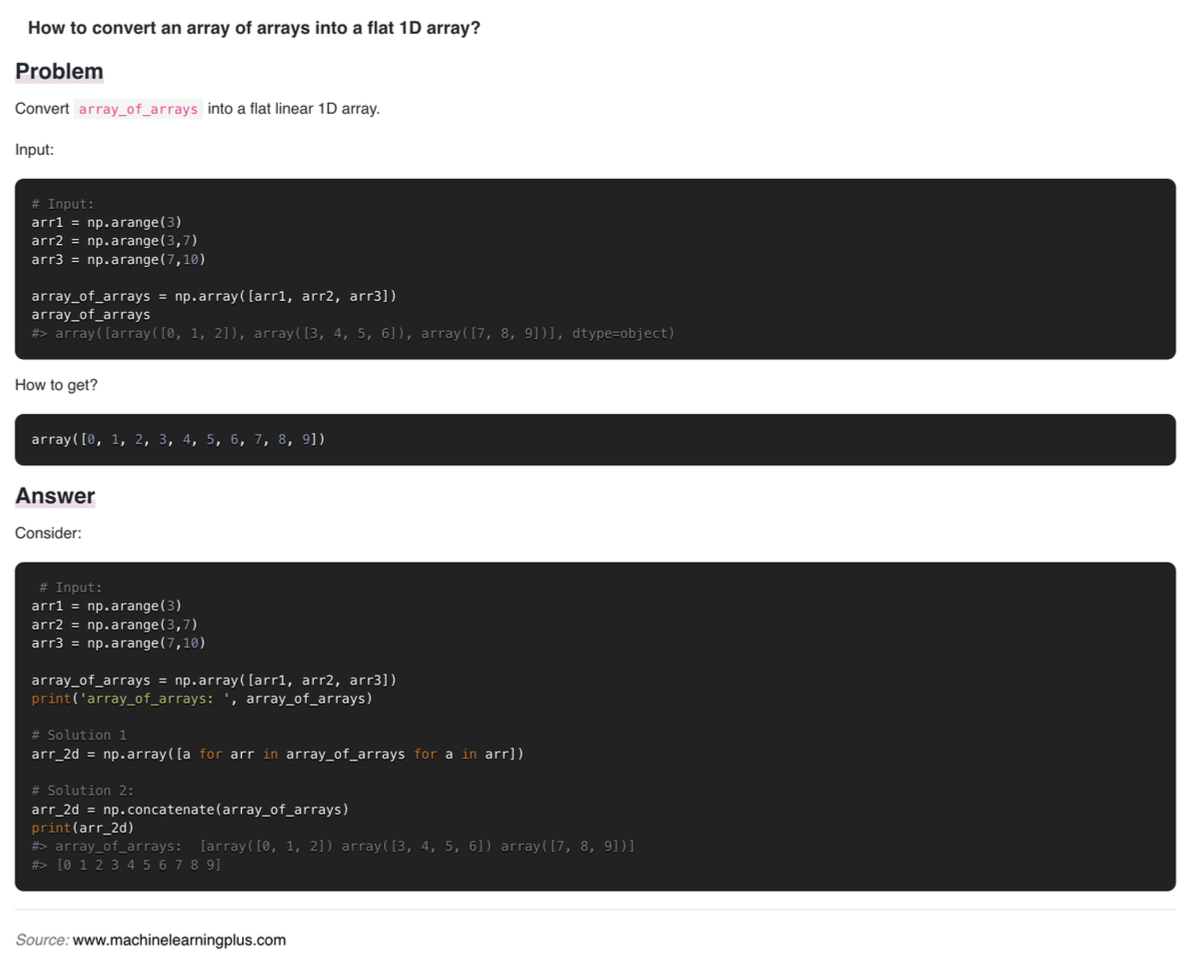 How to convert an array of arrays into a flat 1D array?
Problem
Convert array_of_arrays into a flat linear 1D array.
Input:
# Input:
arr1 = np.arange(3)
arr2 = np.arange(3,7)
arr3 = np.arange(7,10)
array_of_arrays = np.array([arr1, arr2, arr3])
array_of_arrays
#> array([array([0, 1, 2]), array([3, 4, 5, 6]), array([7, 8, 9])], dtype=object)
How to get?
array([0, 1, 2, 3, 4, 5, 6, 7, 8, 9])
Answer
Consider:
# Input:
arr1 = np.arange(3)
arr2 = np.arange(3,7)
arr3 = np.arange(7,10)
array_of_arrays = np.array([arr1, arr2, arr3])
print('array_of_arrays: ', array_of_arrays)
# Solution 1
arr_2d = np.array([a for arr in array_of_arrays for a in arr])
# Solution 2:
arr_2d = np.concatenate(array_of_arrays)
print(arr_2d)
#> array_of_arrays:  [array([0, 1, 2]) array([3, 4, 5, 6]) array([7, 8, 9])]
#> [0 1 2 3 4 5 6 7 8 9]
Source: www.machinelearningplus.com